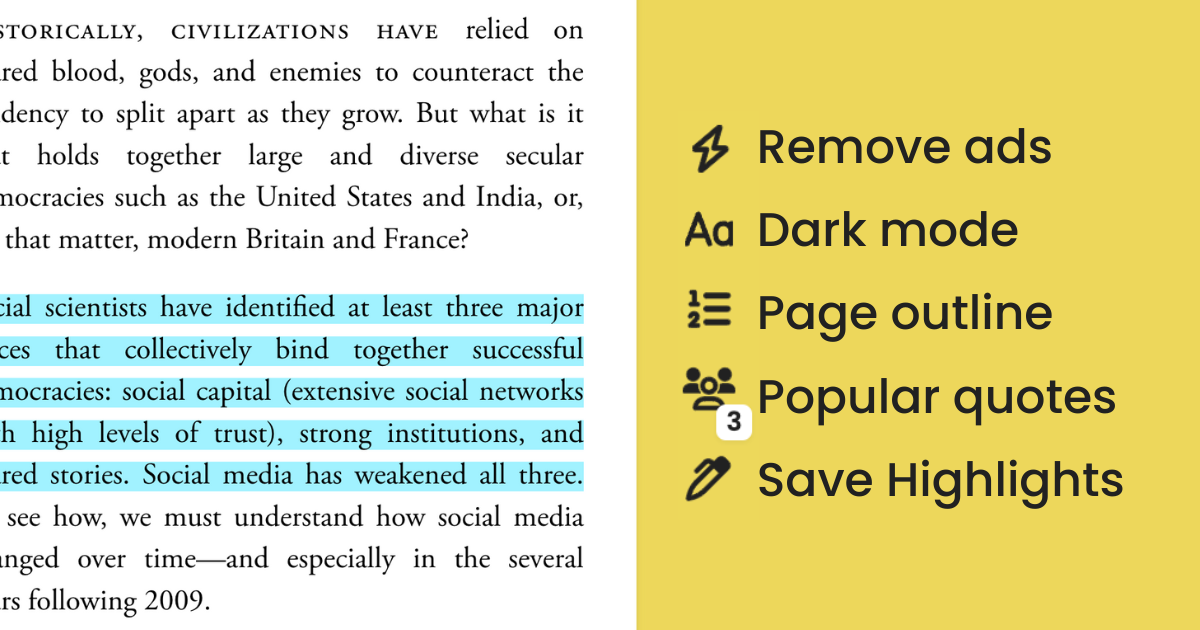 STORICALLY, CIVILIZATIONS HAVE relied on
red blood, gods, and enemies to counteract the
dency to split apart as they grow. But what is it
t holds together large and diverse secular
mocracies such as the United States and India, or,
that matter, modern Britain and France?
cial scientists have identified at least three major
ces that collectively bind together successful
mocracies: social capital (extensive social networks
h high levels of trust), strong institutions, and
red stories. Social media has weakened all three.
see how, we must understand how social media
anged over time—and especially in the several
rs following 2009.
Remove ads
Aa Dark mode
1 2 Page outline
Popular quotes
3
Save Highlights